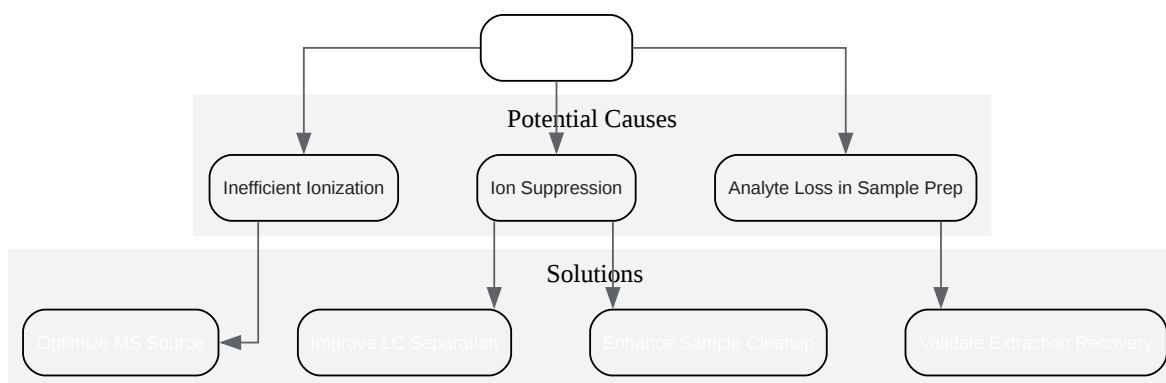 Potential Causes
Inefficient Ionization
Ion Suppression
Analyte Loss in Sample Prep
Solutions
Optimize MS Source
Improve LC Separation
Enhance Sample Cleanup
Validate Extraction Recovery